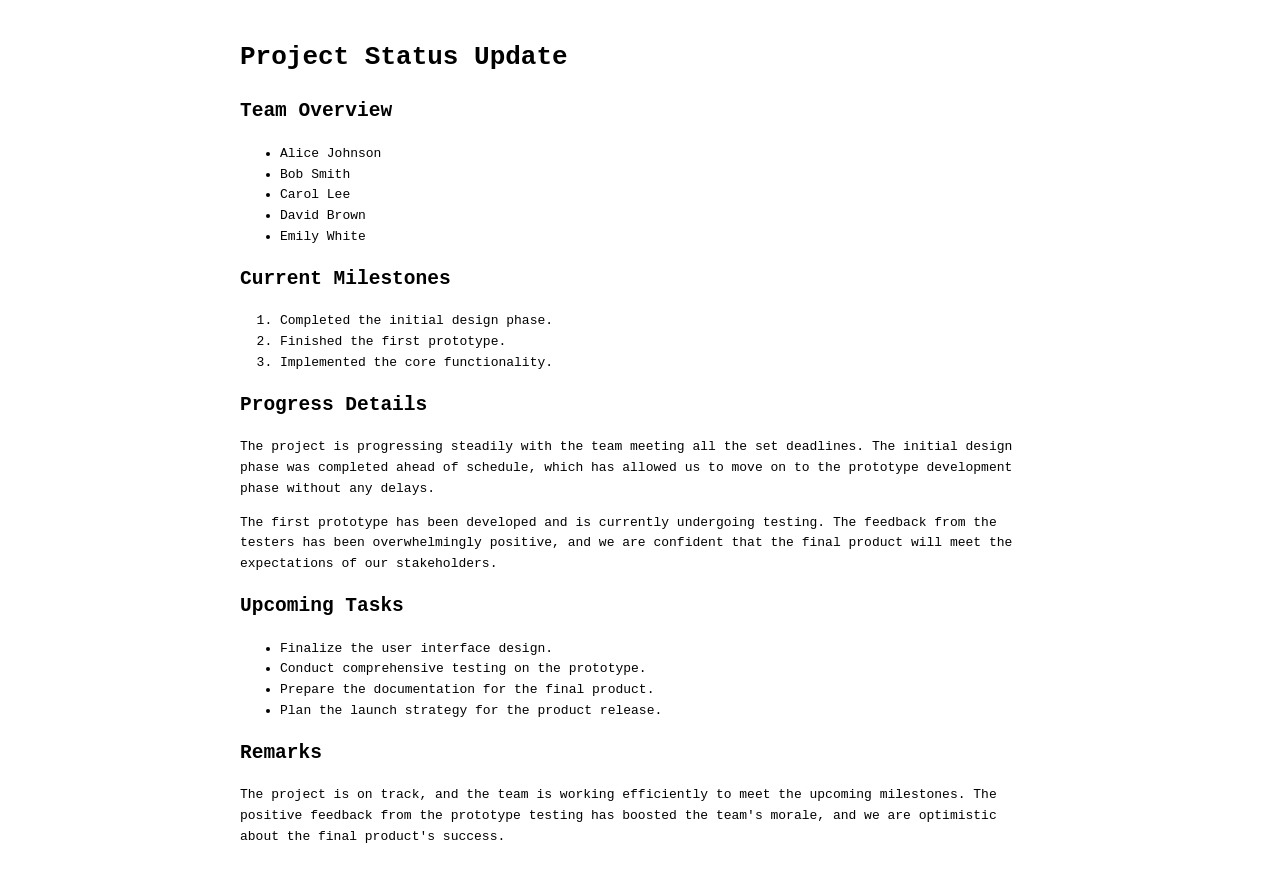 Project Status Update
Team Overview
• Alice Johnson
• Bob Smith
• Carol Lee
• David Brown
• Emily White
Current Milestones
1. Completed the initial design phase.
2. Finished the first prototype.
3. Implemented the core functionality.
Progress Details
The project is progressing steadily with the team meeting all the set deadlines. The initial design
phase was completed ahead of schedule, which has allowed us to move on to the prototype development
phase without any delays.
The first prototype has been developed and is currently undergoing testing. The feedback from the
testers has been overwhelmingly positive, and we are confident that the final product will meet the
expectations of our stakeholders.
Upcoming Tasks
• Finalize the user interface design.
• Conduct comprehensive testing on the prototype.
• Prepare the documentation for the final product.
• Plan the launch strategy for the product release.
Remarks
The project is on track, and the team is working efficiently to meet the upcoming milestones. The
positive feedback from the prototype testing has boosted the team's morale, and we are optimistic
about the final product's success.